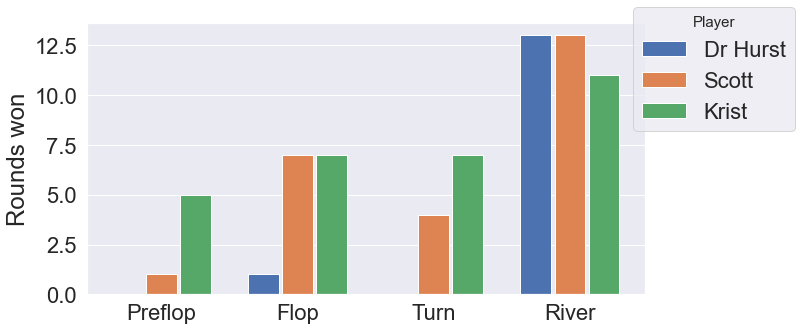 Player
Dr Hurst
Scott
Krist
Rounds won
12.5
10.0
7.5
5.0
2.5
0.0
Preflop Flop Turn River